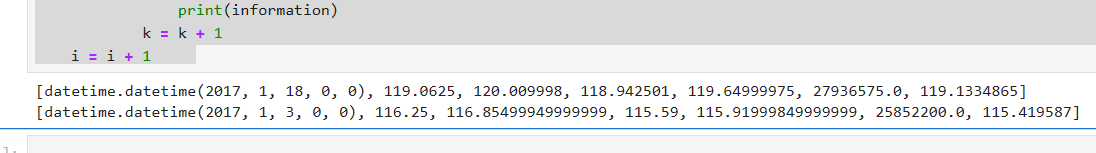 print(information)
k = k + 1
i = i + 1
[datetime.datetime(2017, 1, 18, 0, 0), 119.0625, 120.009998, 118.942501, 119.64999975, 27936575.0, 119.1334865]
[datetime.datetime(2017, 1, 3, 0, 0), 116.25, 116.85499949999999, 115.59, 115.91999849999999, 25852200.0, 115.419587]
]: